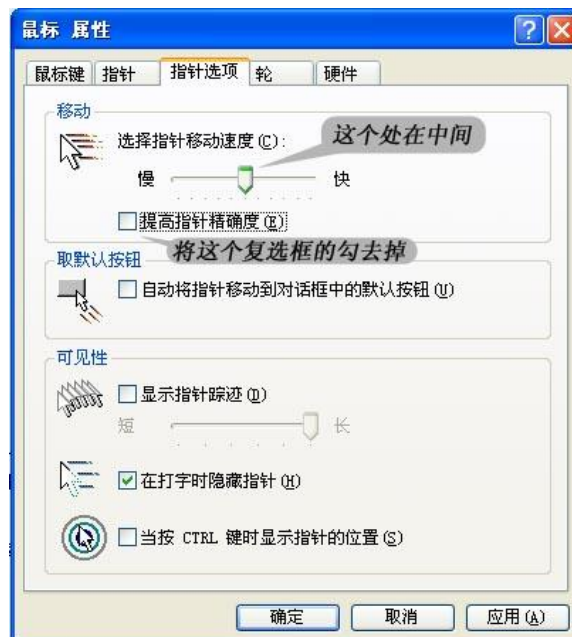 鼠标 属性
鼠标键 指针 指针选项 轮 硬件
移动
选择指针移动速度(C):
这个处在中间
慢 快
提高指针精确度(E)
将这个复选框的勾去掉
取默认按钮
自动将指针移动到对话框中的默认按钮(U)
可见性
显示指针踪迹(D)
短 长
在打字时隐藏指针(H)
当按 CTRL 键时显示指针的位置(S)
确定 取消 应用(A)